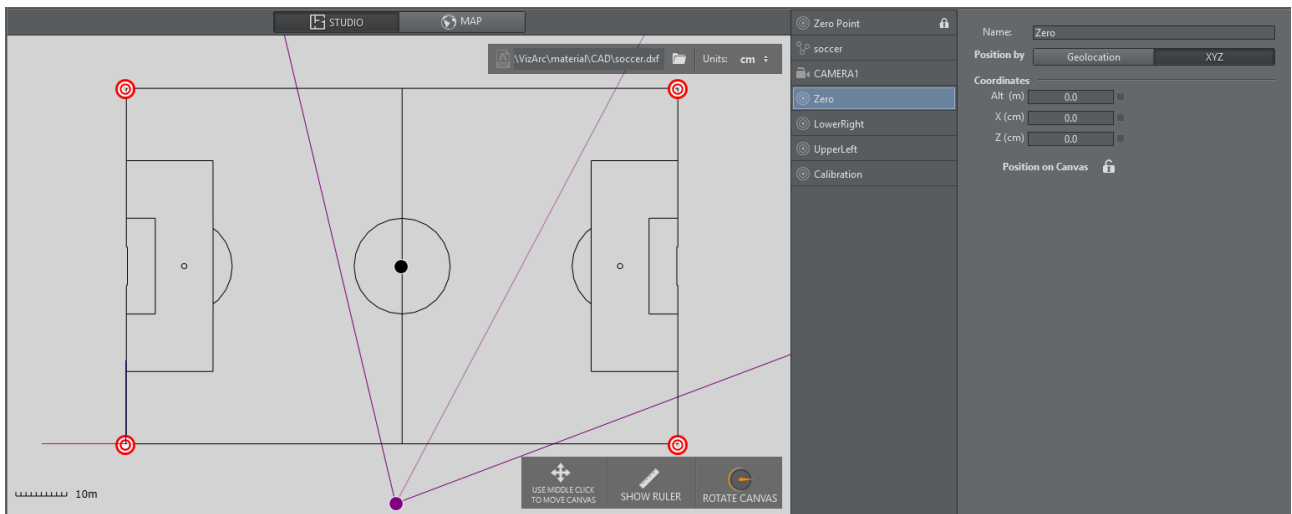 STUDIO
MAP
\VizArc\material\CAD\soccer.dxf
Units: cm
10m
USE MIDDLE CLICK
TO MOVE CANVAS
SHOW RULER
ROTATE CANVAS
Zero Point
soccer
CAMERA1
Zero
LowerRight
UpperLeft
Calibration
Name: Zero
Position by Geolocation XYZ
Coordinates
Alt (m) 0.0
X (cm) 0.0
Z (cm) 0.0
Position on Canvas